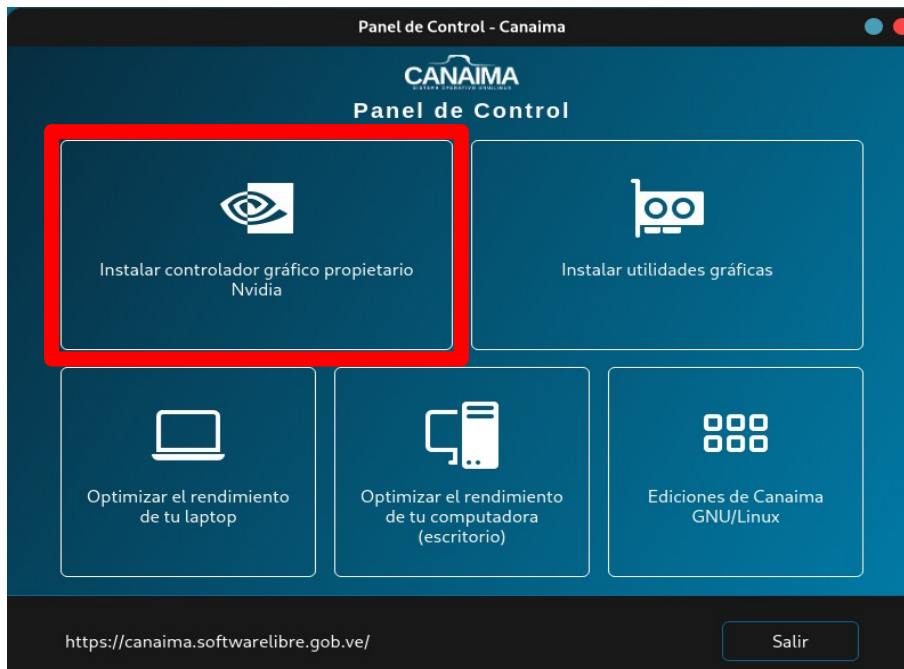 Panel de Control - Canaima
CANAIMA
Panel de Control
Instalar controlador gráfico propietario
Nvidia
Instalar utilidades gráficas
Optimizar el rendimiento
de tu laptop
Optimizar el rendimiento
de tu computadora
(escritorio)
Ediciones de Canaima
GNU/Linux
https://canaima.softwarelibre.gob.ve/
Salir